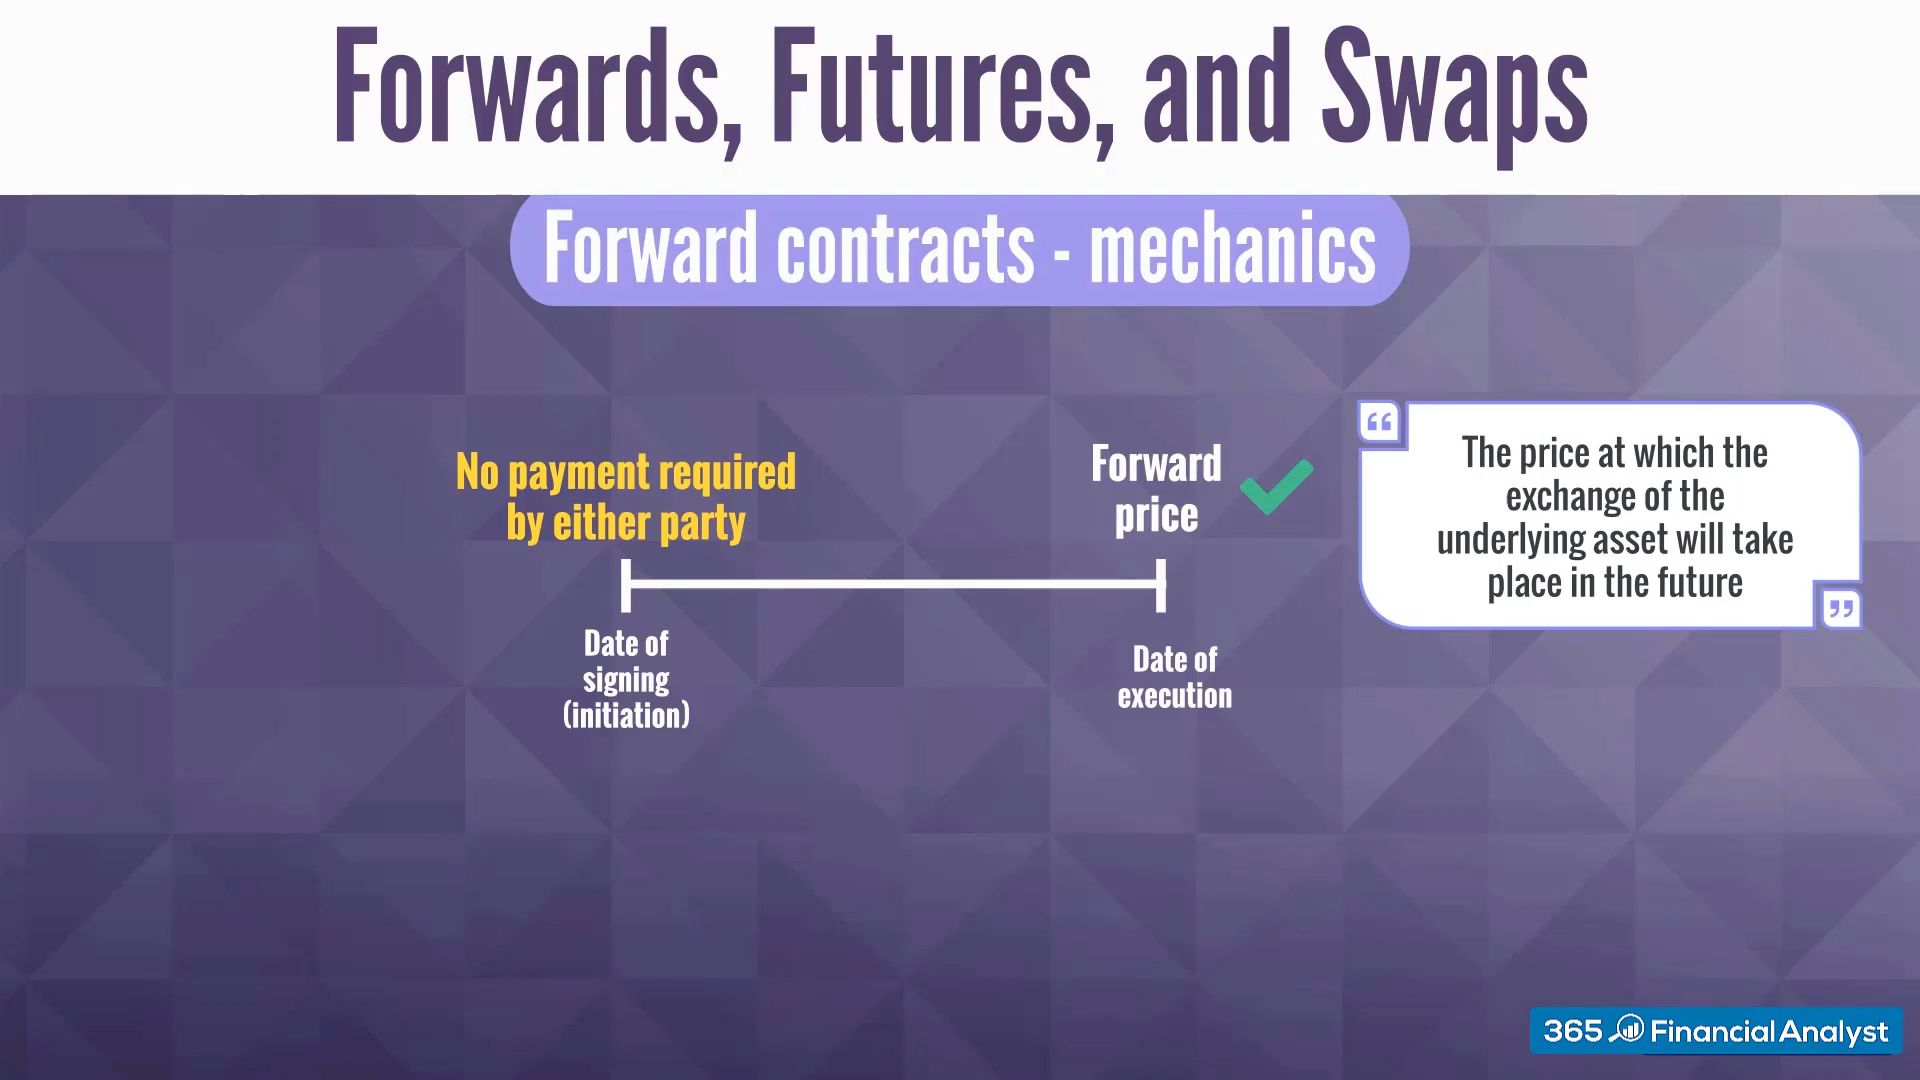 Forwards, Futures, and Swaps
Forward contracts - mechanics
No payment required
by either party
Forward
price
“
The price at which the
exchange of the
underlying asset will take
place in the future
”
Date of
signing
(initiation)
Date of
execution
365 Financial Analyst